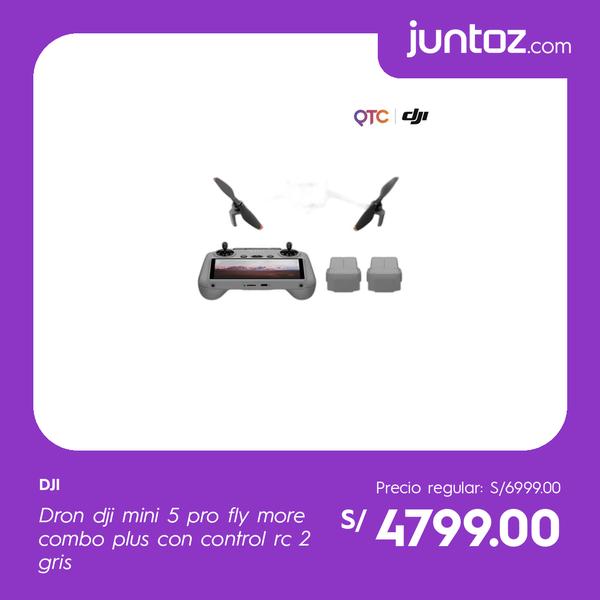 juntoz.com
QTC | dji
DJI
Dron dji mini 5 pro fly more
combo plus con control rc 2
gris
Precio regular: S/6999.00
S/ 4799.00